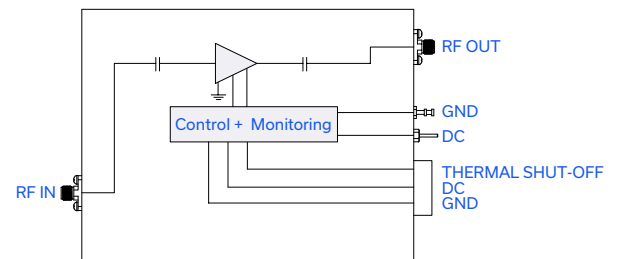 RF OUT
GND
Control + Monitoring
DC
THERMAL SHUT-OFF
DC
RF IN
GND